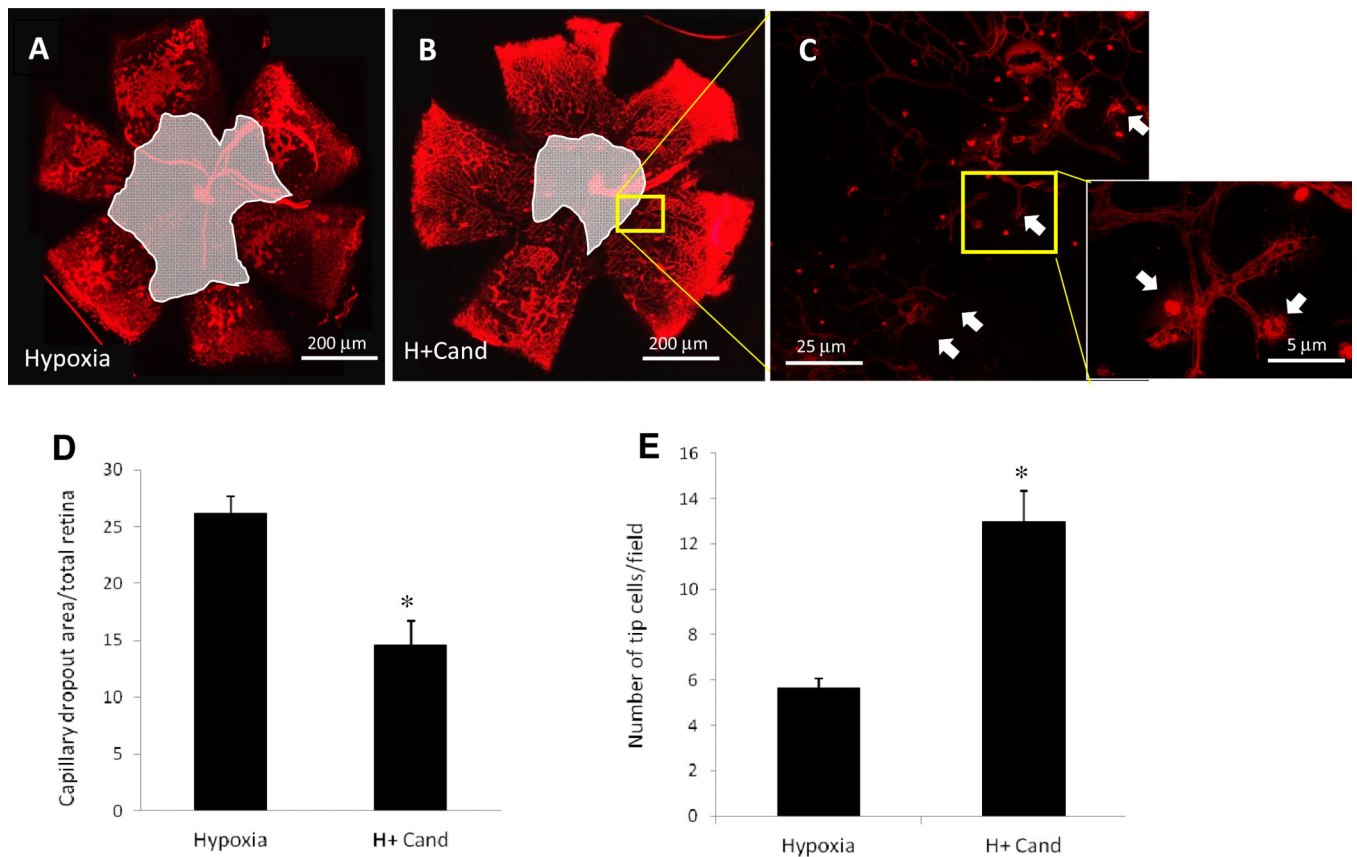 A
Hypoxia
200 μm
B
H+Cand
200 μm
C
25 μm
5 μm
D
Capillary dropout area/total retina
30
25
20
15
10
5
0
*
Hypoxia
H+ Cand
E
Number of tip cells/field
16
14
12
10
8
6
4
2
0
*
Hypoxia
H+ Cand